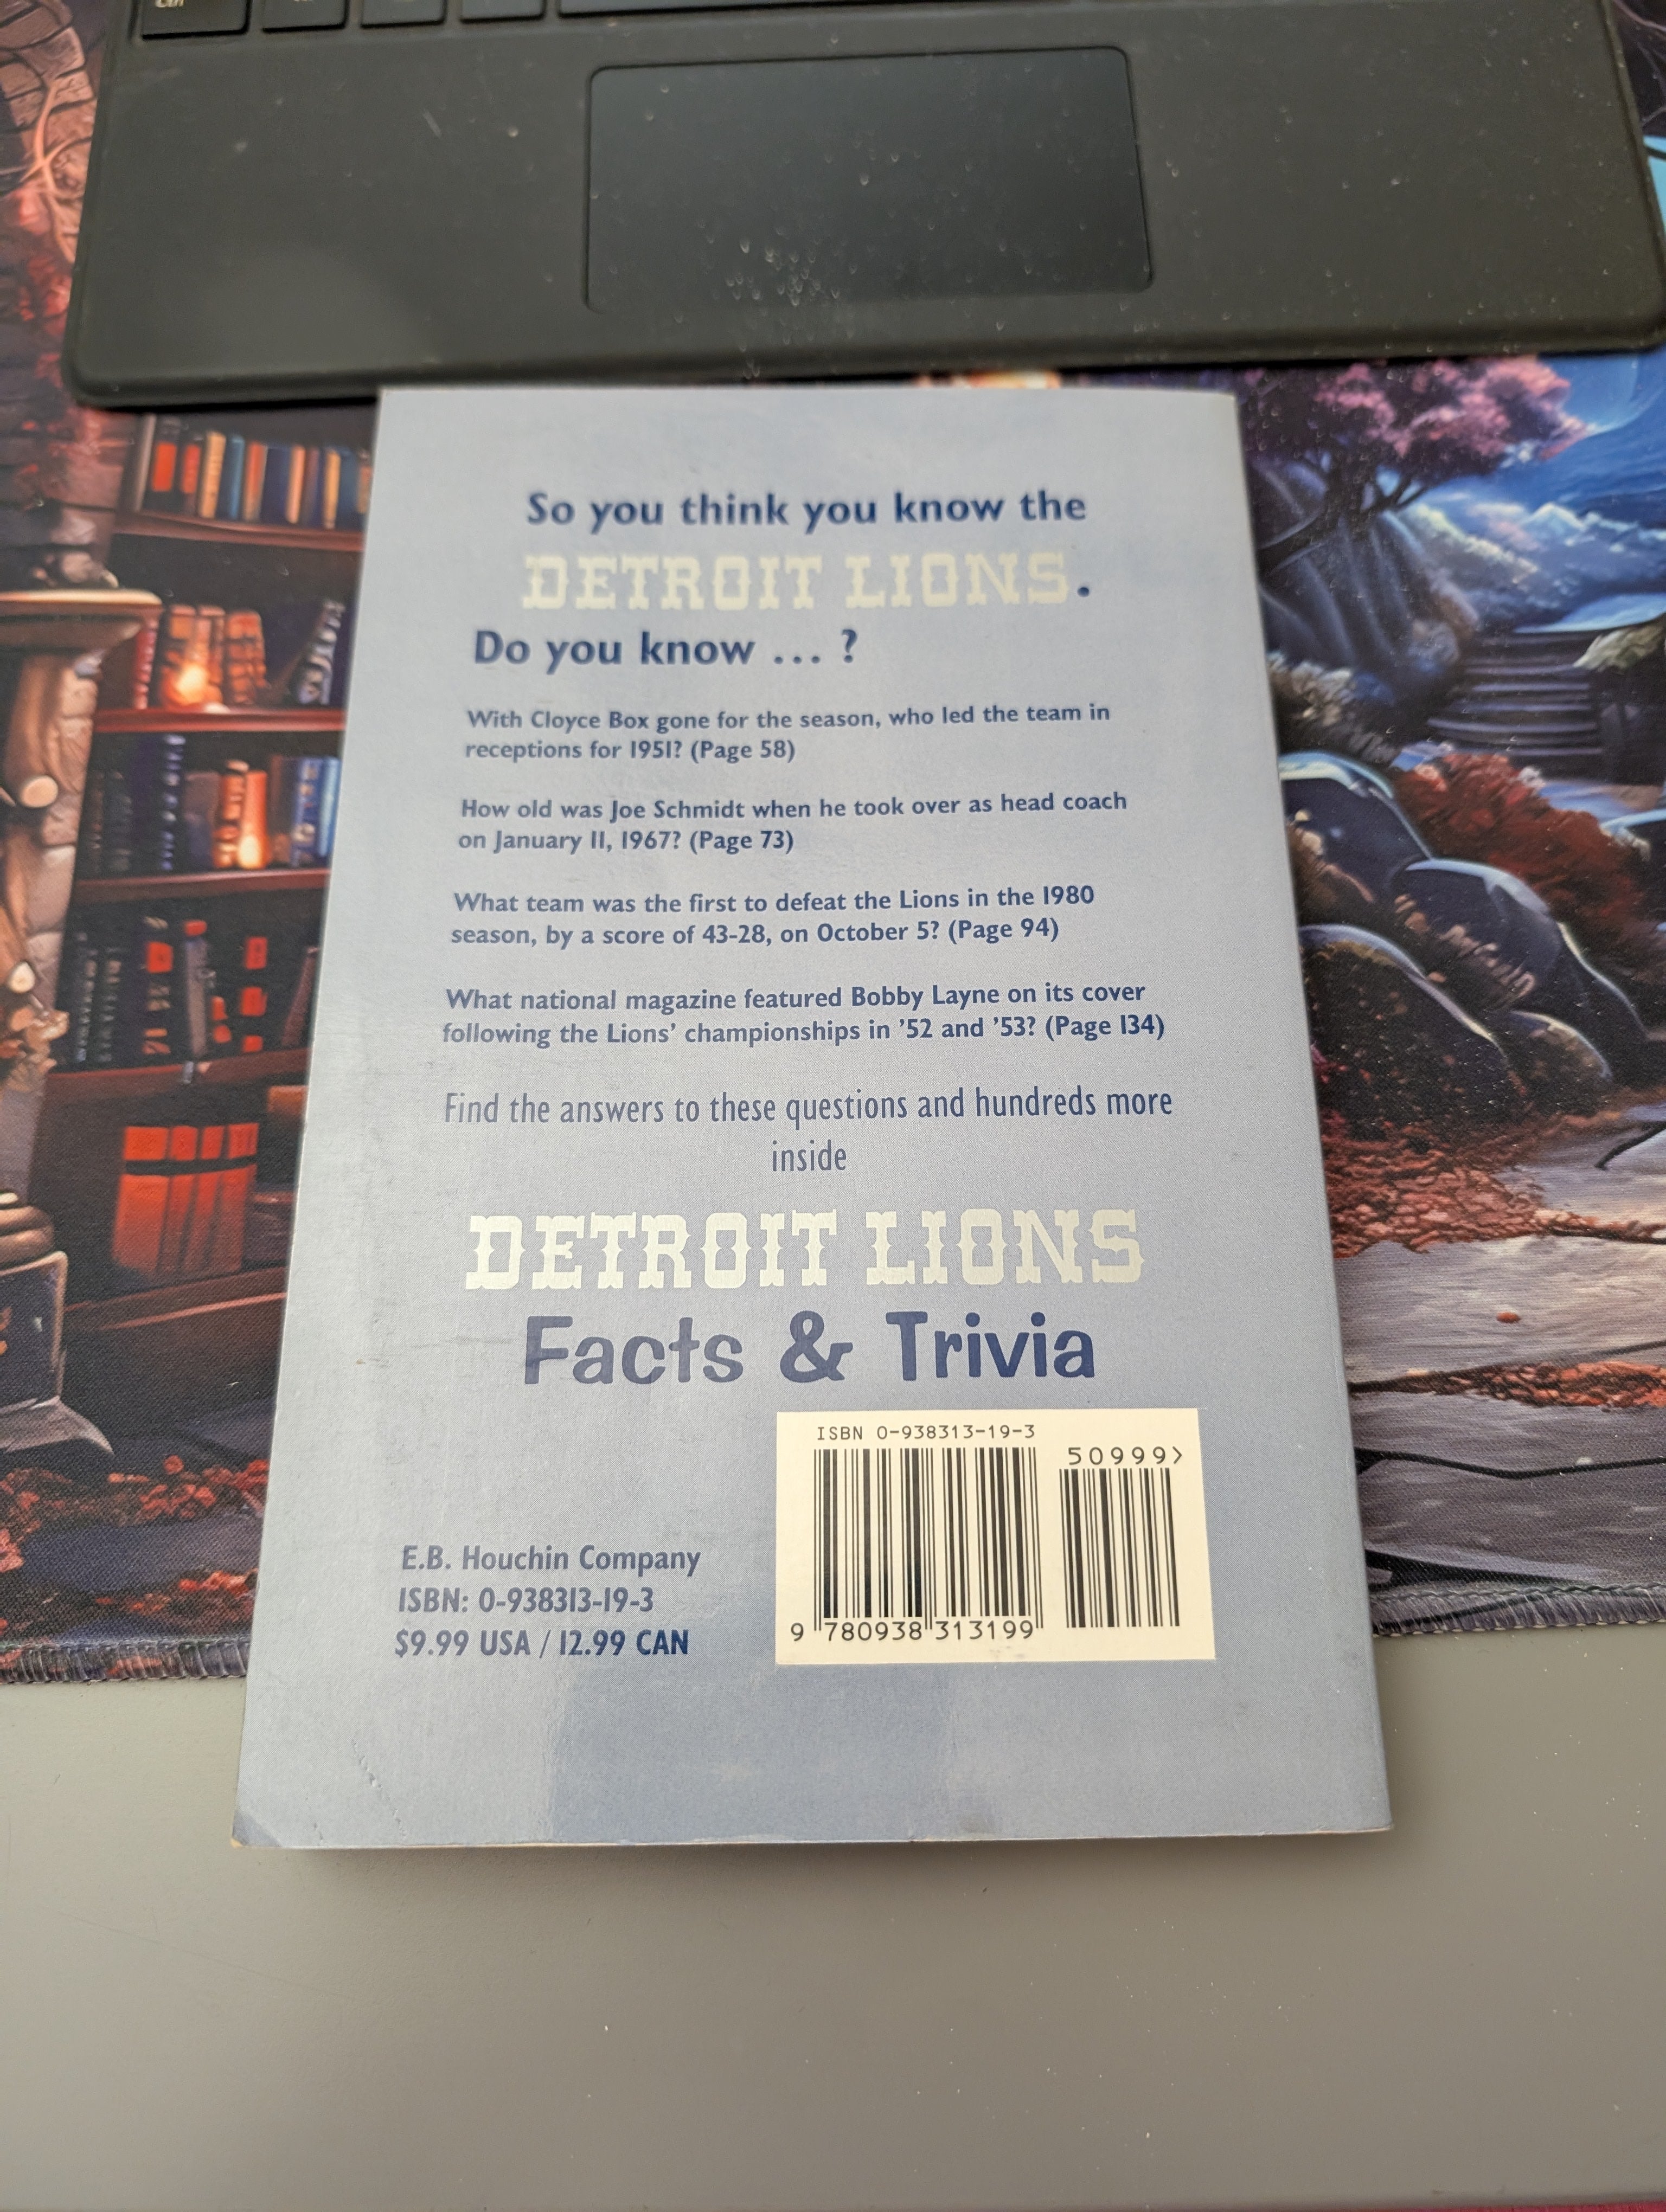 Ctrl
So you think you know the
DETROIT LIONS.
Do you know ... ?
With Cloyce Box gone for the season, who led the team in
receptions for 1951? (Page 58)
How old was Joe Schmidt when he took over as head coach
on January 11, 1967? (Page 73)
What team was the first to defeat the Lions in the 1980
season, by a score of 43-28, on October 5? (Page 94)
What national magazine featured Bobby Layne on its cover
following the Lions' championships in '52 and '53? (Page 134)
Find the answers to these questions and hundreds more
inside
DETROIT LIONS
Facts & Trivia
ISBN 0-938313-19-3
50999>
9 780938 313199
E.B. Houchin Company
ISBN: 0-938313-19-3
$9.99 USA / 12.99 CAN